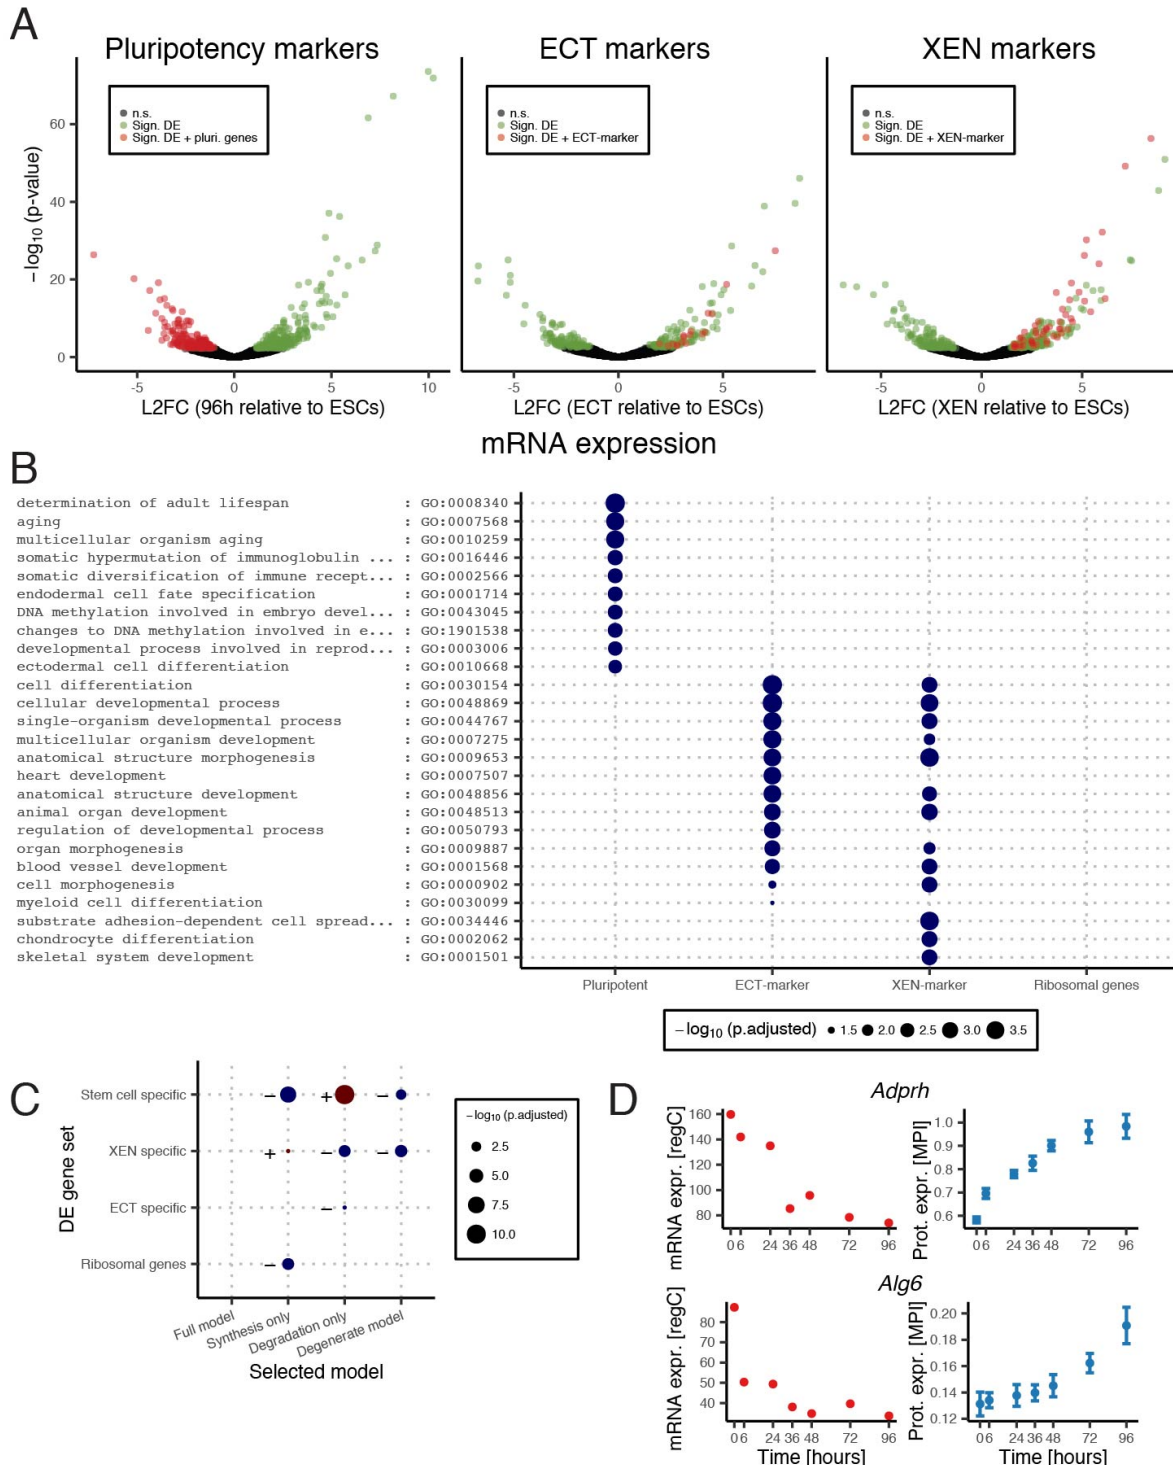 A
Pluripotency markers
ECT markers
XEN markers
n.s.
Sign. DE
Sign. DE + pluri. genes
n.s.
Sign. DE
Sign. DE + ECT-marker
n.s.
Sign. DE
Sign. DE + XEN-marker
−log10 (p-value)
60
40
20
0
-5 0 5 10
-5 0 5
-5 0 5
L2FC (96h relative to ESCs)
L2FC (ECT relative to ESCs)
L2FC (XEN relative to ESCs)
mRNA expression
B
determination of adult lifespan : GO:0008340
aging : GO:0007568
multicellular organism aging : GO:0010259
somatic hypermutation of immunoglobulin ... : GO:0016446
somatic diversification of immune recept... : GO:0002566
endodermal cell fate specification : GO:0001714
DNA methylation involved in embryo devel... : GO:0043045
changes to DNA methylation involved in e... : GO:1901538
developmental process involved in reprod... : GO:0003006
ectodermal cell differentiation : GO:0010668
cell differentiation : GO:0030154
cellular developmental process : GO:0048869
single-organism developmental process : GO:0044767
multicellular organism development : GO:0007275
anatomical structure morphogenesis : GO:0009653
heart development : GO:0007507
anatomical structure development : GO:0048856
animal organ development : GO:0048513
regulation of developmental process : GO:0050793
organ morphogenesis : GO:0009887
blood vessel development : GO:0001568
cell morphogenesis : GO:0000902
myeloid cell differentiation : GO:0030099
substrate adhesion-dependent cell spread... : GO:0034446
chondrocyte differentiation : GO:0002062
skeletal system development : GO:0001501
Pluripotent ECT-marker XEN-marker Ribosomal genes
−log10 (p.adjusted) 1.5 2.0 2.5 3.0 3.5
C
DE gene set
Stem cell specific − + −
XEN specific + − −
ECT specific −
Ribosomal genes −
Full model
Synthesis only
Degradation only
Degenerate model
Selected model
−log10 (p.adjusted)
2.5
5.0
7.5
10.0
D
Adprh
mRNA expr. [regC]
160
140
120
100
80
0 6 24 36 48 72 96
Prot. expr. [MPI]
1.0
0.9
0.8
0.7
0.6
0 6 24 36 48 72 96
Alg6
mRNA expr. [regC]
80
70
60
50
40
0 6 24 36 48 72 96
Time [hours]
Prot. expr. [MPI]
0.20
0.18
0.16
0.14
0.12
0 6 24 36 48 72 96
Time [hours]